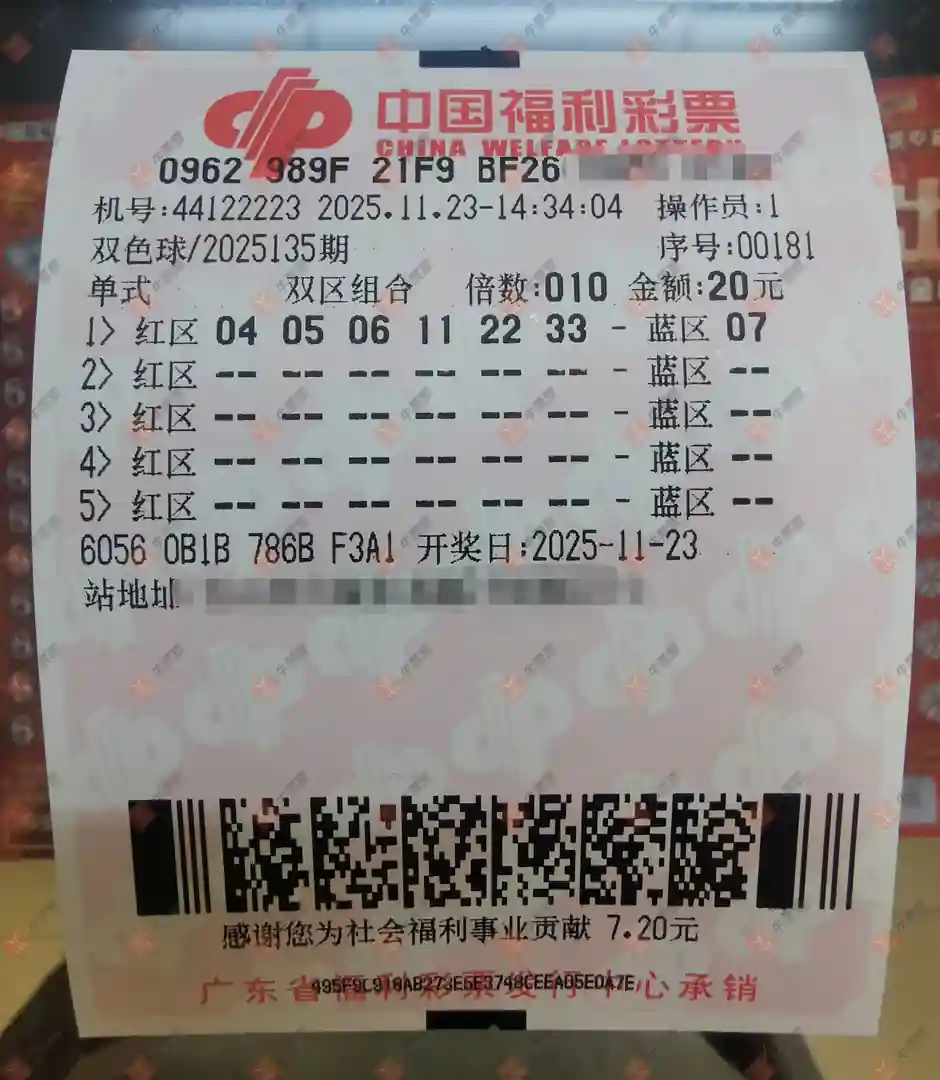 中国福利彩票
CHINA WELFARE LOTTERY
0962 989F 21F9 BF26
机号:44122223 2025.11.23-14:34:04 操作员:1
双色球/2025135期 序号:00181
单式 双区组合 倍数:010 金额:20元
1> 红区 04 05 06 11 22 33 - 蓝区 07
2> 红区 -- -- -- -- -- -- - 蓝区 --
3> 红区 -- -- -- -- -- -- - 蓝区 --
4> 红区 -- -- -- -- -- -- - 蓝区 --
5> 红区 -- -- -- -- -- -- - 蓝区 --
6056 0B1B 786B F3A1 开奖日:2025-11-23
站地址
感谢您为社会福利事业贡献 7.20元
广东省福利彩票发行中心承销